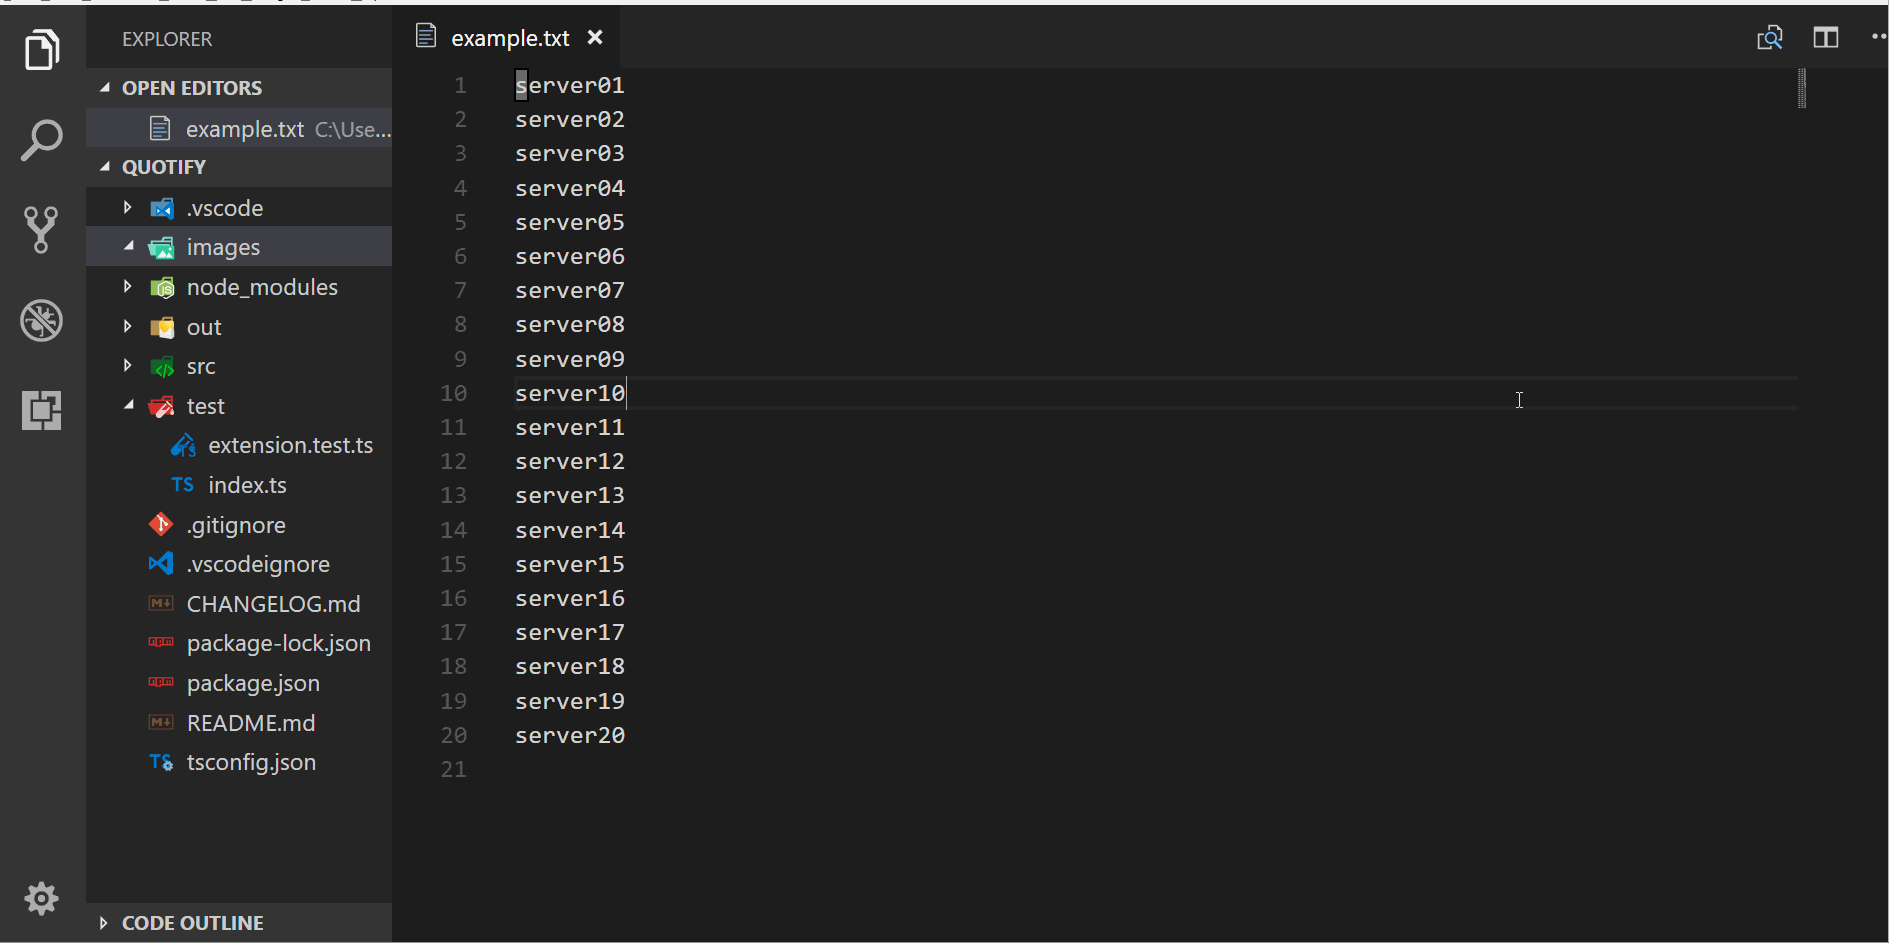 EXPLORER
OPEN EDITORS
example.txt C:\Use...
QUOTIFY
.vscode
images
node_modules
out
src
test
extension.test.ts
TS index.ts
.gitignore
.vscodeignore
M↓ CHANGELOG.md
npm package-lock.json
npm package.json
M↓ README.md
TS tsconfig.json
CODE OUTLINE
example.txt
1 server01
2 server02
3 server03
4 server04
5 server05
6 server06
7 server07
8 server08
9 server09
10 server10
11 server11
12 server12
13 server13
14 server14
15 server15
16 server16
17 server17
18 server18
19 server19
20 server20
21